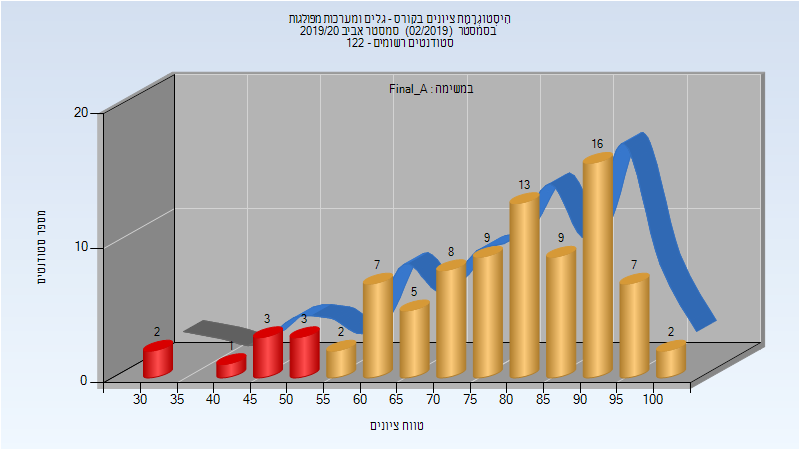 היסטוגרמת ציונים בקורס - גלים ומערכות מפולגות
בסמסטר (02/2019) סמסטר אביב 2019/20
סטודנטים רשומים - 122
במשימה : Final_A
מספר סטודנטים
20
10
0
2
3
3
2
7
5
8
9
13
9
16
7
2
30 35 40 45 50 55 60 65 70 75 80 85 90 95 100
טווח ציונים